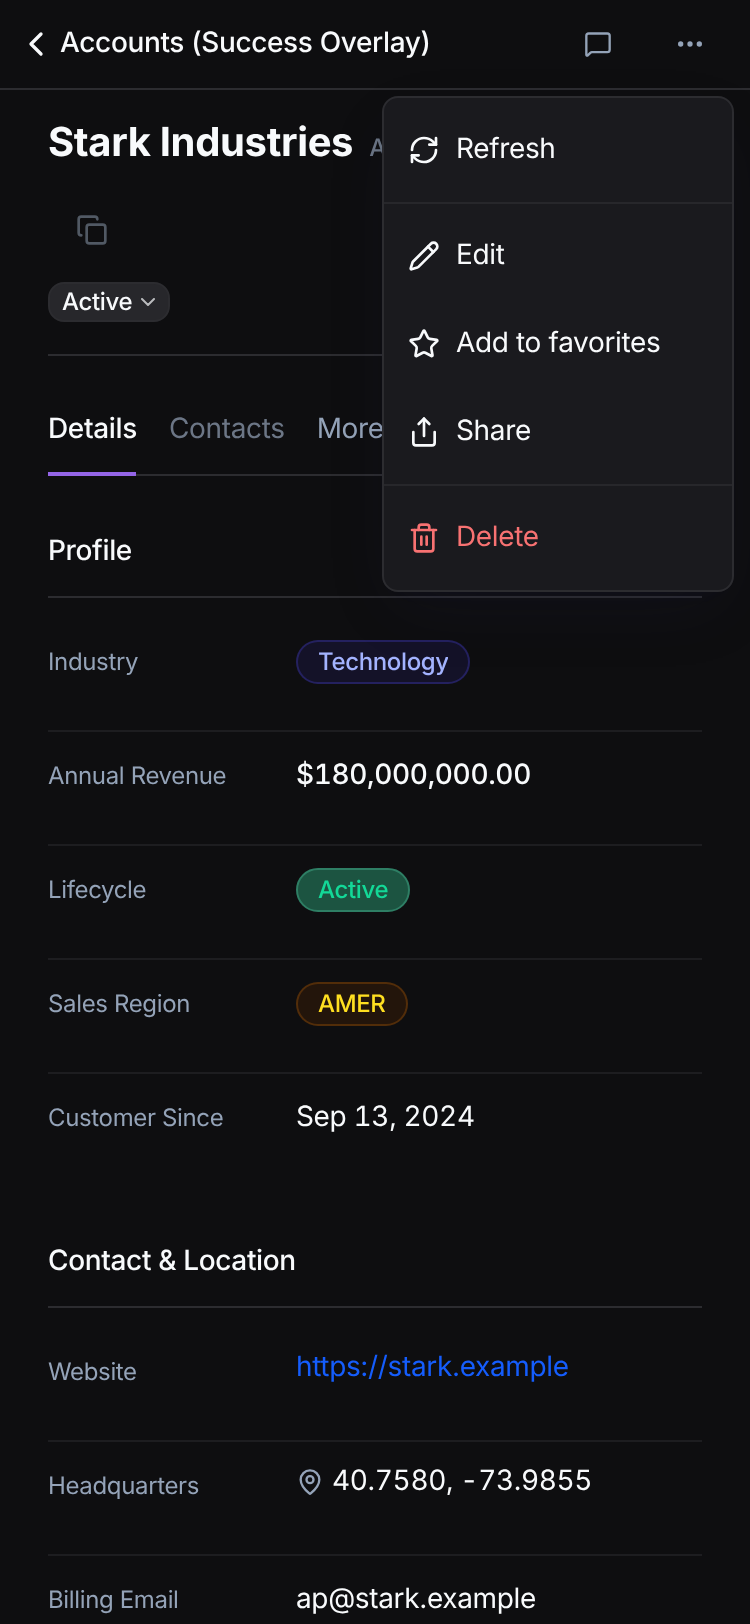 Accounts (Success Overlay)
Stark Industries
Refresh
Edit
Add to favorites
Share
Delete
Active
Details Contacts More
Profile
Industry Technology
Annual Revenue $180,000,000.00
Lifecycle Active
Sales Region AMER
Customer Since Sep 13, 2024
Contact & Location
Website https://stark.example
Headquarters 40.7580, -73.9855
Billing Email ap@stark.example